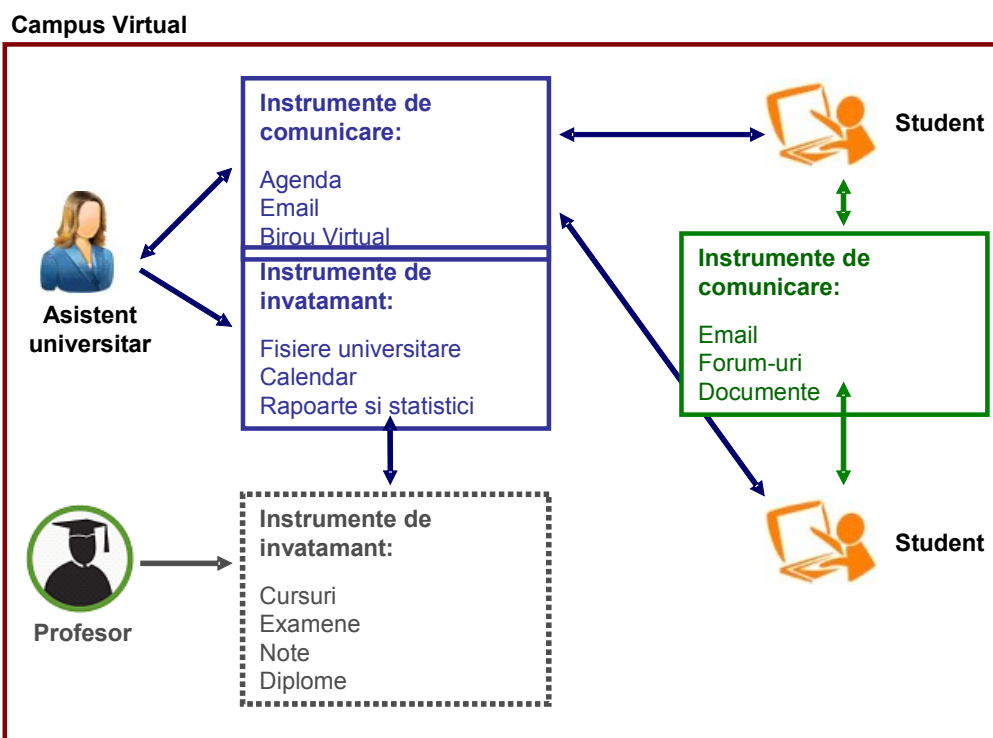 Campus Virtual
Instrumente de
comunicare:
Agenda
Email
Birou Virtual
Instrumente de
invatamant:
Fisiere universitare
Calendar
Rapoarte si statistici
Asistent
universitar
Student
Instrumente de
comunicare:
Email
Forum-uri
Documente
Student
Profesor
Instrumente de
invatamant:
Cursuri
Examene
Note
Diplome